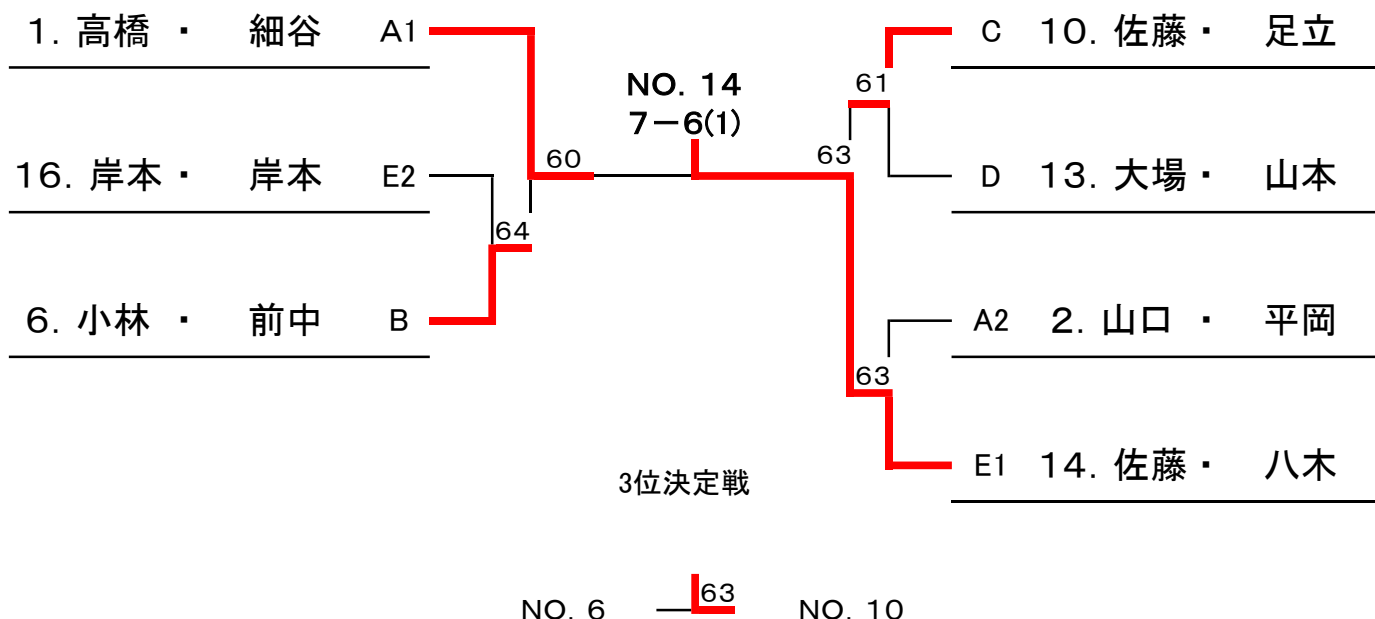 1. 高橋 ・ 細谷 A1
16. 岸本・ 岸本 E2
6. 小林 ・ 前中 B
64
60
NO. 14
7－6(1)
C 10. 佐藤・ 足立
61
D 13. 大場・ 山本
63
A2 2. 山口 ・ 平岡
63
E1 14. 佐藤・ 八木
3位決定戦
NO. 6 63 NO. 10